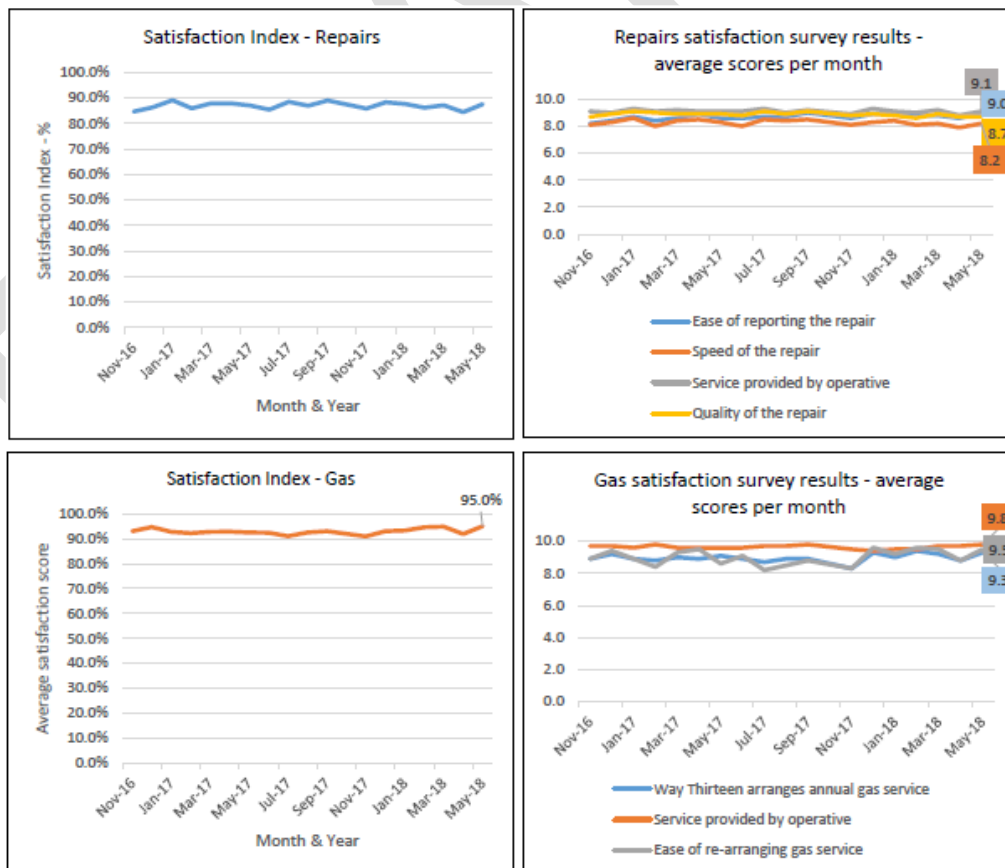 Satisfaction Index - Repairs
100.0%
90.0%
80.0%
70.0%
60.0%
50.0%
40.0%
30.0%
20.0%
10.0%
0.0%
Satisfaction Index - %
Nov-16
Jan-17
Mar-17
May-17
Jul-17
Sep-17
Nov-17
Jan-18
Mar-18
May-18
Month & Year
Repairs satisfaction survey results -
average scores per month
9.1
9.0
8.7
8.2
10.0
8.0
6.0
4.0
2.0
0.0
Nov-16
Jan-17
Mar-17
May-17
Jul-17
Sep-17
Nov-17
Jan-18
Mar-18
May-18
Ease of reporting the repair
Speed of the repair
Service provided by operative
Quality of the repair
Satisfaction Index - Gas
95.0%
100.0%
90.0%
80.0%
70.0%
60.0%
50.0%
40.0%
30.0%
20.0%
10.0%
0.0%
Average satisfaction score
Nov-16
Jan-17
Mar-17
May-17
Jul-17
Sep-17
Nov-17
Jan-18
Mar-18
May-18
Month & Year
Gas satisfaction survey results - average
scores per month
9.8
9.5
9.3
10.0
8.0
6.0
4.0
2.0
0.0
Nov-16
Jan-17
Mar-17
May-17
Jul-17
Sep-17
Nov-17
Jan-18
Mar-18
May-18
Way Thirteen arranges annual gas service
Service provided by operative
Ease of re-arranging gas service